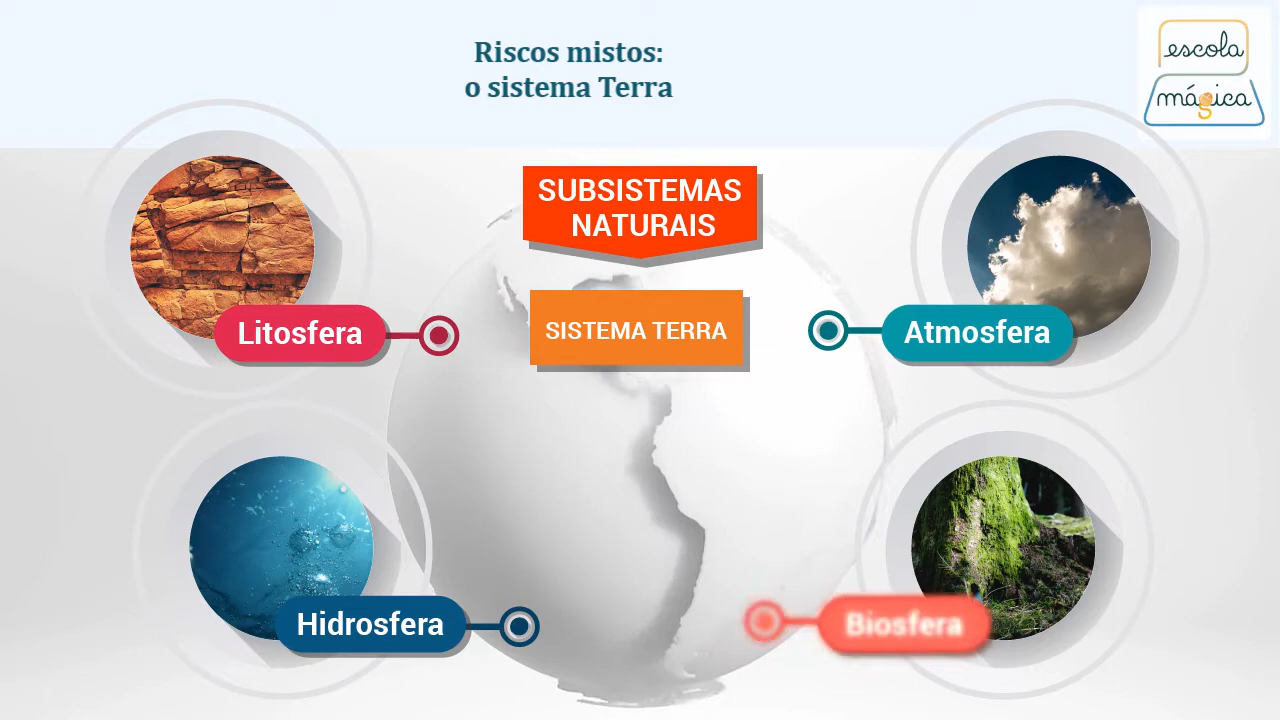 Riscos mistos:
o sistema Terra
escola
mágica
SUBSISTEMAS
NATURAIS
SISTEMA TERRA
Litosfera
Atmosfera
Hidrosfera
Biosfera